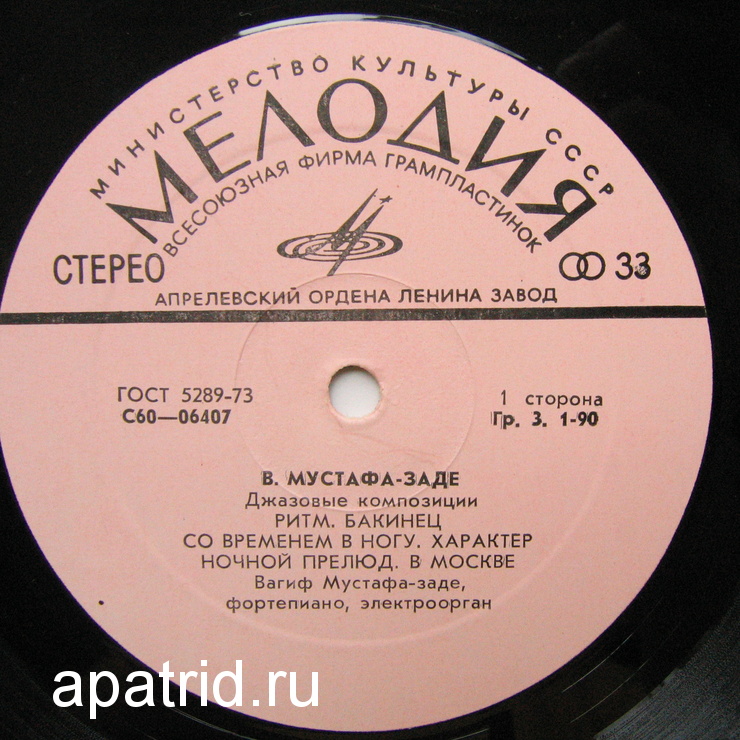 МИНИСТЕРСТВО КУЛЬТУРЫ СССР
МЕЛОДИЯ
ВСЕСОЮЗНАЯ ФИРМА ГРАМПЛАСТИНОК
СТЕРЕО
33
АПРЕЛЕВСКИЙ ОРДЕНА ЛЕНИНА ЗАВОД
ГОСТ 5289-73
1 сторона
С60—06407
Гр. 3. 1-90
В. МУСТАФА-ЗАДЕ
Джазовые композиции
РИТМ. БАКИНЕЦ
СО ВРЕМЕНЕМ В НОГУ. ХАРАКТЕР
НОЧНОЙ ПРЕЛЮД. В МОСКВЕ
Вагиф Мустафа-заде,
фортепиано, электроорган
apatrid.ru